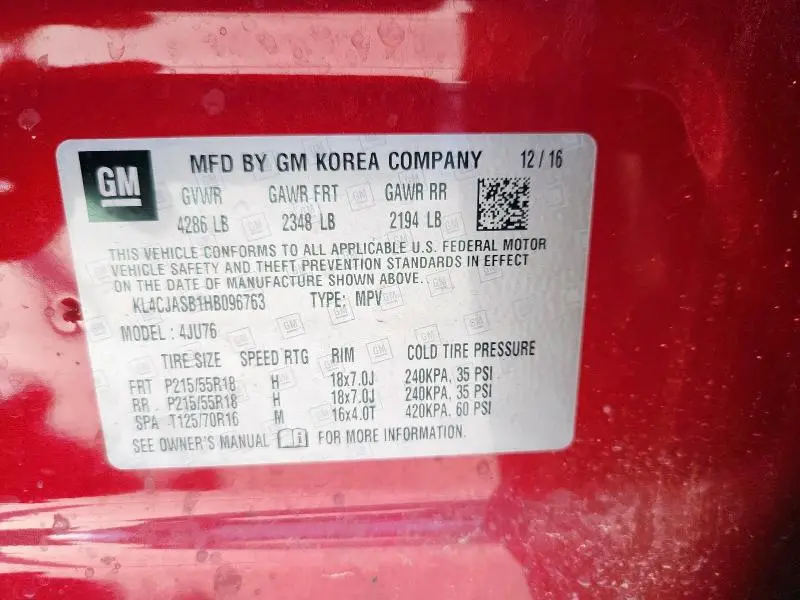 GM
MFD BY GM KOREA COMPANY 12 / 16
GVWR GAWR FRT GAWR RR
4286 LB 2348 LB 2194 LB
THIS VEHICLE CONFORMS TO ALL APPLICABLE U.S. FEDERAL MOTOR
VEHICLE SAFETY AND THEFT PREVENTION STANDARDS IN EFFECT
ON THE DATE OF MANUFACTURE SHOWN ABOVE.
KL4CJASB1HB096763 TYPE: MPV
MODEL : 4JU76
TIRE SIZE SPEED RTG RIM COLD TIRE PRESSURE
FRT P215/55R18 H 18x7.0J 240KPA, 35 PSI
RR P215/55R18 H 18x7.0J 240KPA, 35 PSI
SPA T125/70R16 M 16x4.0T 420KPA, 60 PSI
SEE OWNER'S MANUAL FOR MORE INFORMATION.